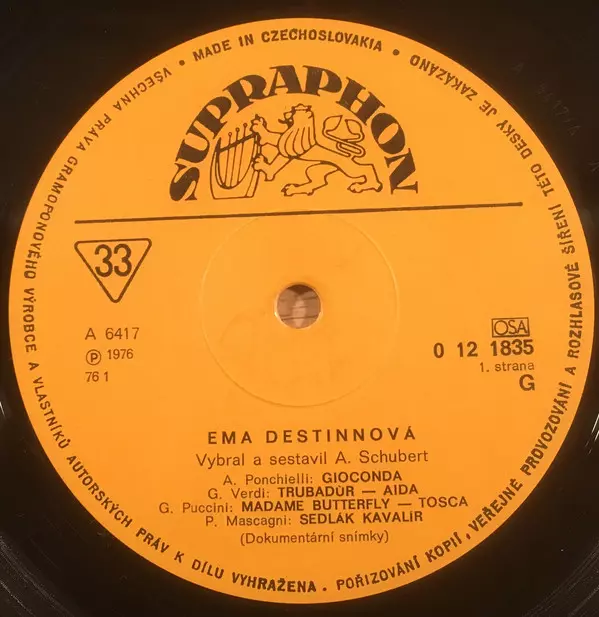 VŠECHNA PRÁVA GRAMOFONOVÉHO VÝROBCE A VLASTNÍKŮ AUTORSKÝCH PRÁV K DÍLU VYHRAŽENA. POŘIZOVÁNÍ KOPIÍ, VEŘEJNÉ PROVOZOVÁNÍ A ROZHLASOVÉ ŠÍŘENÍ TÉTO DESKY JE ZAKÁZÁNO • MADE IN CZECHOSLOVAKIA •
SUPRAPHON
33
A 6417
Ⓟ 1976
76 1
OSA
0 12 1835
1. strana
G
EMA DESTINNOVÁ
Vybral a sestavil A. Schubert
A. Ponchielli: GIOCONDA
G. Verdi: TRUBADÚR — AIDA
G. Puccini: MADAME BUTTERFLY — TOSCA
P. Mascagni: SEDLÁK KAVALÍR
(Dokumentární snímky)